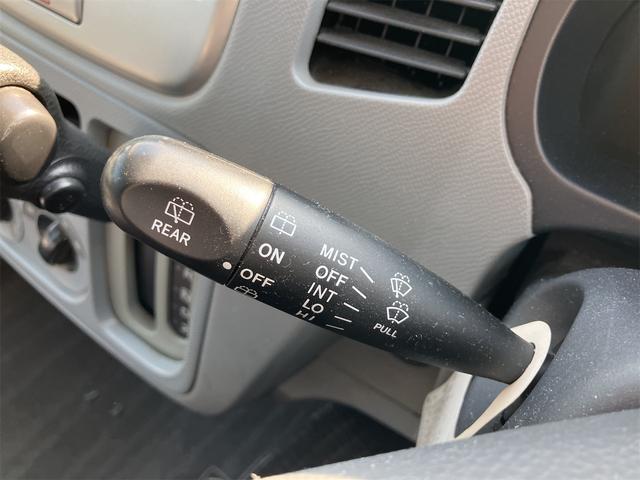 REAR
ON
OFF
MIST
OFF
INT
LO
HI
PULL